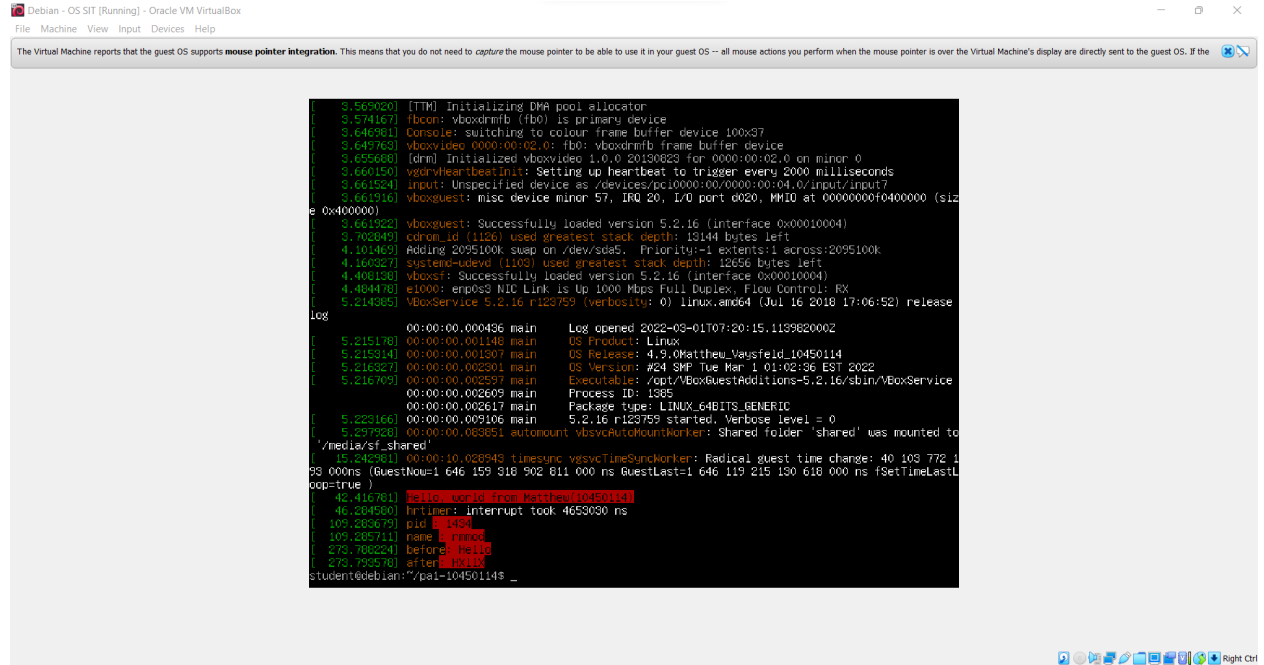 Debian - OS SIT [Running] - Oracle VM VirtualBox
File Machine View Input Devices Help
The Virtual Machine reports that the guest OS supports mouse pointer integration. This means that you do not need to capture the mouse pointer to be able to use it in your guest OS -- all mouse actions you perform when the mouse pointer is over the Virtual Machine's display are directly sent to the guest OS. If the
[ 3.569020] [TTM] Initializing DMA pool allocator
[ 3.574167] fbcon: vboxdrmfb (fb0) is primary device
[ 3.646981] Console: switching to colour frame buffer device 100x37
[ 3.649763] vboxvideo 0000:00:02.0: fb0: vboxdrmfb frame buffer device
[ 3.655688] [drm] Initialized vboxvideo 1.0.0 20130823 for 0000:00:02.0 on minor 0
[ 3.660150] vgdrvHeartbeatInit: Setting up heartbeat to trigger every 2000 milliseconds
[ 3.661524] input: Unspecified device as /devices/pci0000:00/0000:00:04.0/input/input7
[ 3.661916] vboxguest: misc device minor 57, IRQ 20, I/O port d020, MMIO at 00000000f0400000 (siz
e 0x400000)
[ 3.661922] vboxguest: Successfully loaded version 5.2.16 (interface 0x00010004)
[ 3.702849] cdrom_id (1126) used greatest stack depth: 13144 bytes left
[ 4.101469] Adding 2095100k swap on /dev/sda5.  Priority:-1 extents:1 across:2095100k
[ 4.160327] systemd-udevd (1103) used greatest stack depth: 12656 bytes left
[ 4.408138] vboxsf: Successfully loaded version 5.2.16 (interface 0x00010004)
[ 4.484478] e1000: enp0s3 NIC Link is Up 1000 Mbps Full Duplex, Flow Control: RX
[ 5.214385] VBoxService 5.2.16 r123759 (verbosity: 0) linux.amd64 (Jul 16 2018 17:06:52) release
log
00:00:00.000436 main     Log opened 2022-03-01T07:20:15.113982000Z
[ 5.215178] 00:00:00.001148 main     OS Product: Linux
[ 5.215314] 00:00:00.001307 main     OS Release: 4.9.0Matthew_Vaysfeld_10450114
[ 5.216327] 00:00:00.002301 main     OS Version: #24 SMP Tue Mar 1 01:02:36 EST 2022
[ 5.216709] 00:00:00.002597 main     Executable: /opt/VBoxGuestAdditions-5.2.16/sbin/VBoxService
00:00:00.002609 main     Process ID: 1385
00:00:00.002617 main     Package type: LINUX_64BITS_GENERIC
[ 5.223166] 00:00:00.009106 main     5.2.16 r123759 started. Verbose level = 0
[ 5.297928] 00:00:00.083851 automount vbsvcAutoMountWorker: Shared folder 'shared' was mounted to
'/media/sf_shared'
[ 15.242981] 00:00:10.028943 timesync vgsvcTimeSyncWorker: Radical guest time change: 40 103 772 1
93 000ns (GuestNow=1 646 159 318 902 811 000 ns GuestLast=1 646 119 215 130 618 000 ns fSetTimeLastL
oop=true )
[ 42.416781] Hello, world from Matthew(10450114)
[ 46.284580] hrtimer: interrupt took 4653030 ns
[ 109.283679] pid : 1434
[ 109.285711] name : rmmod
[ 273.788224] before: Hello
[ 273.793578] after:
student@debian:~/pa1-10450114$ _
Right Ctrl